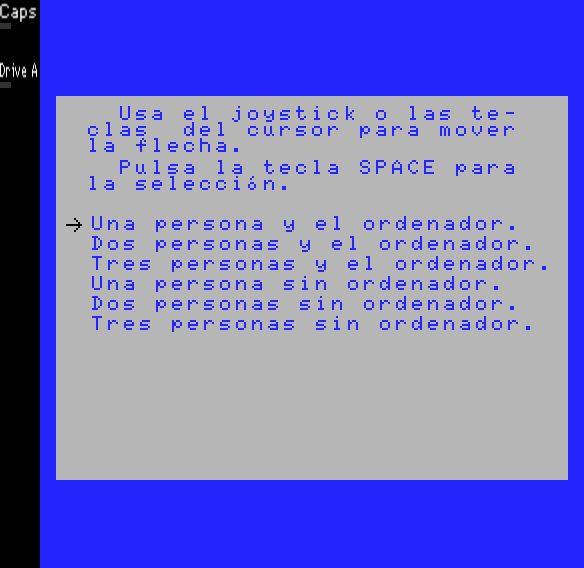 Caps
Drive A
Usa el joystick o las te-
clas del cursor para mover
la flecha.
Pulsa la tecla SPACE para
la selección.
Una persona y el ordenador.
Dos personas y el ordenador.
Tres personas y el ordenador.
Una persona sin ordenador.
Dos personas sin ordenador.
Tres personas sin ordenador.